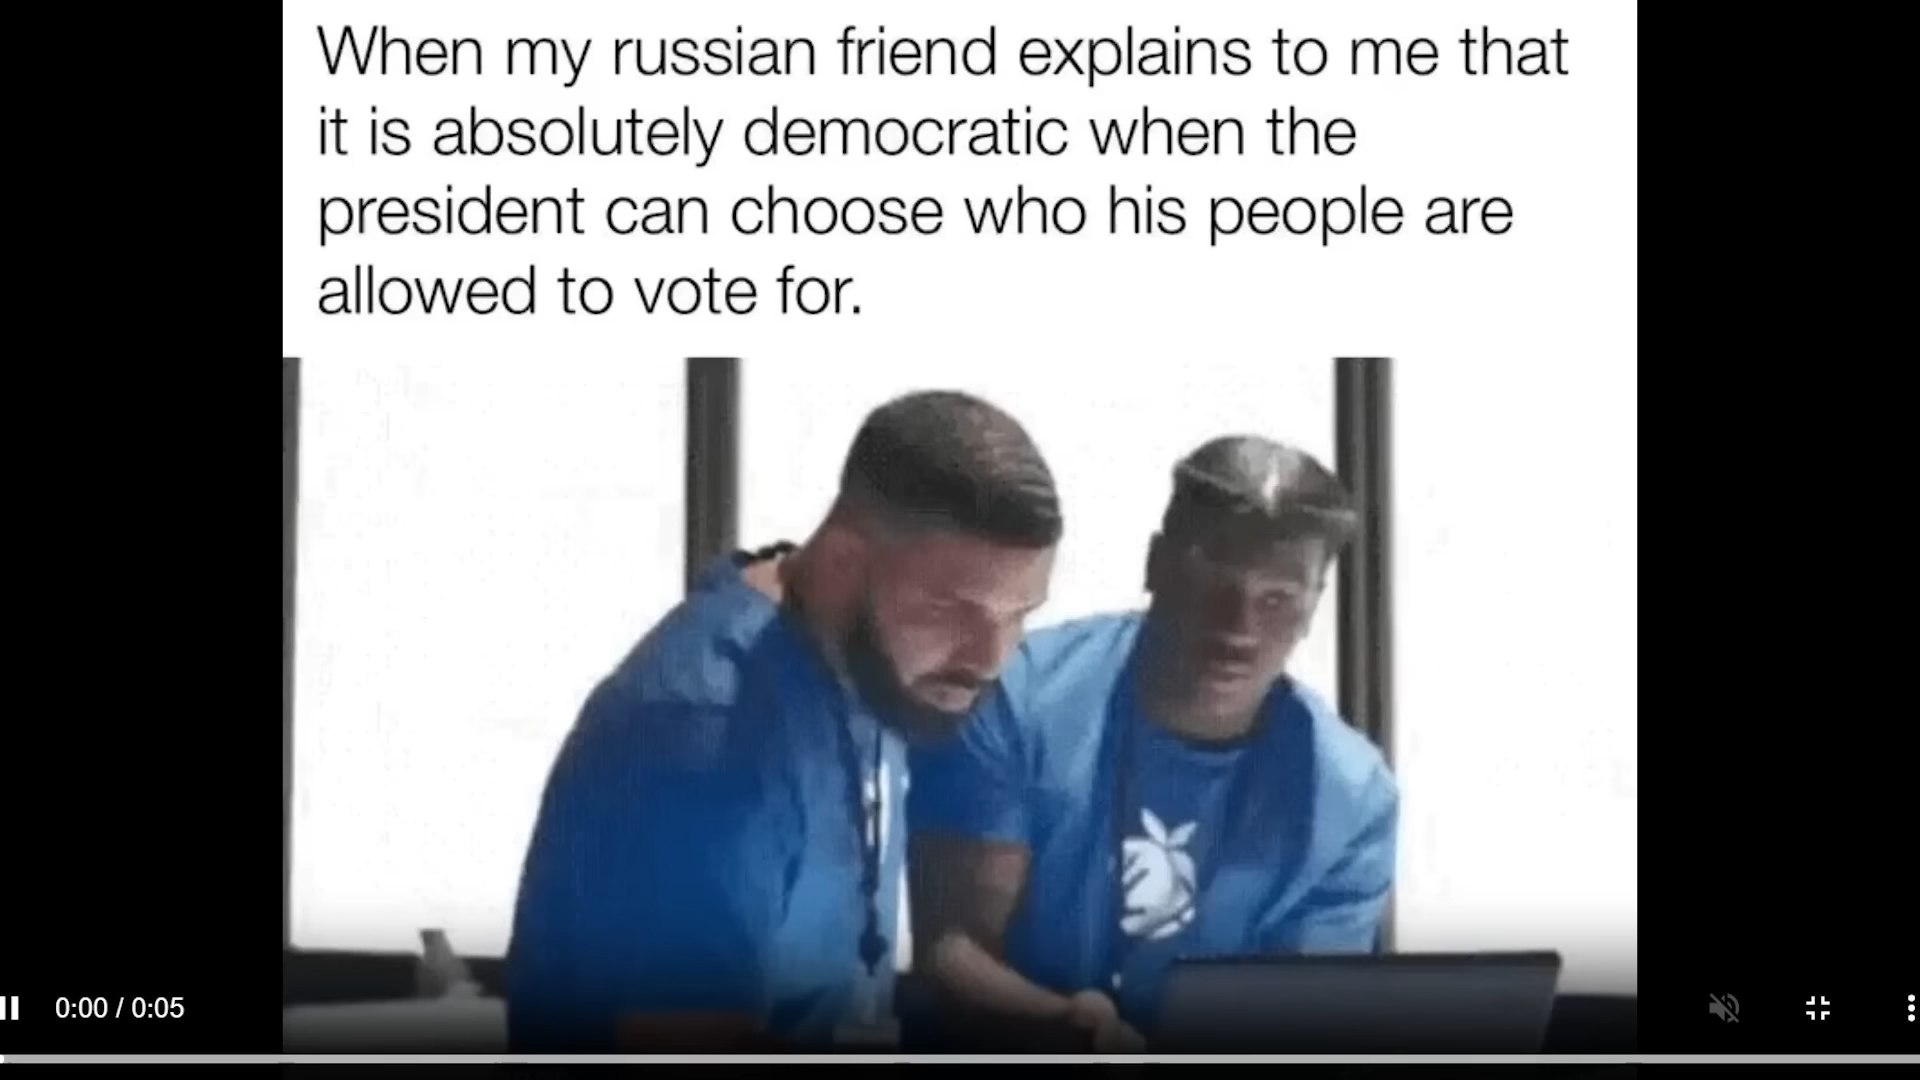 When my russian friend explains to me that
it is absolutely democratic when the
president can choose who his people are
allowed to vote for.
0:00 / 0:05